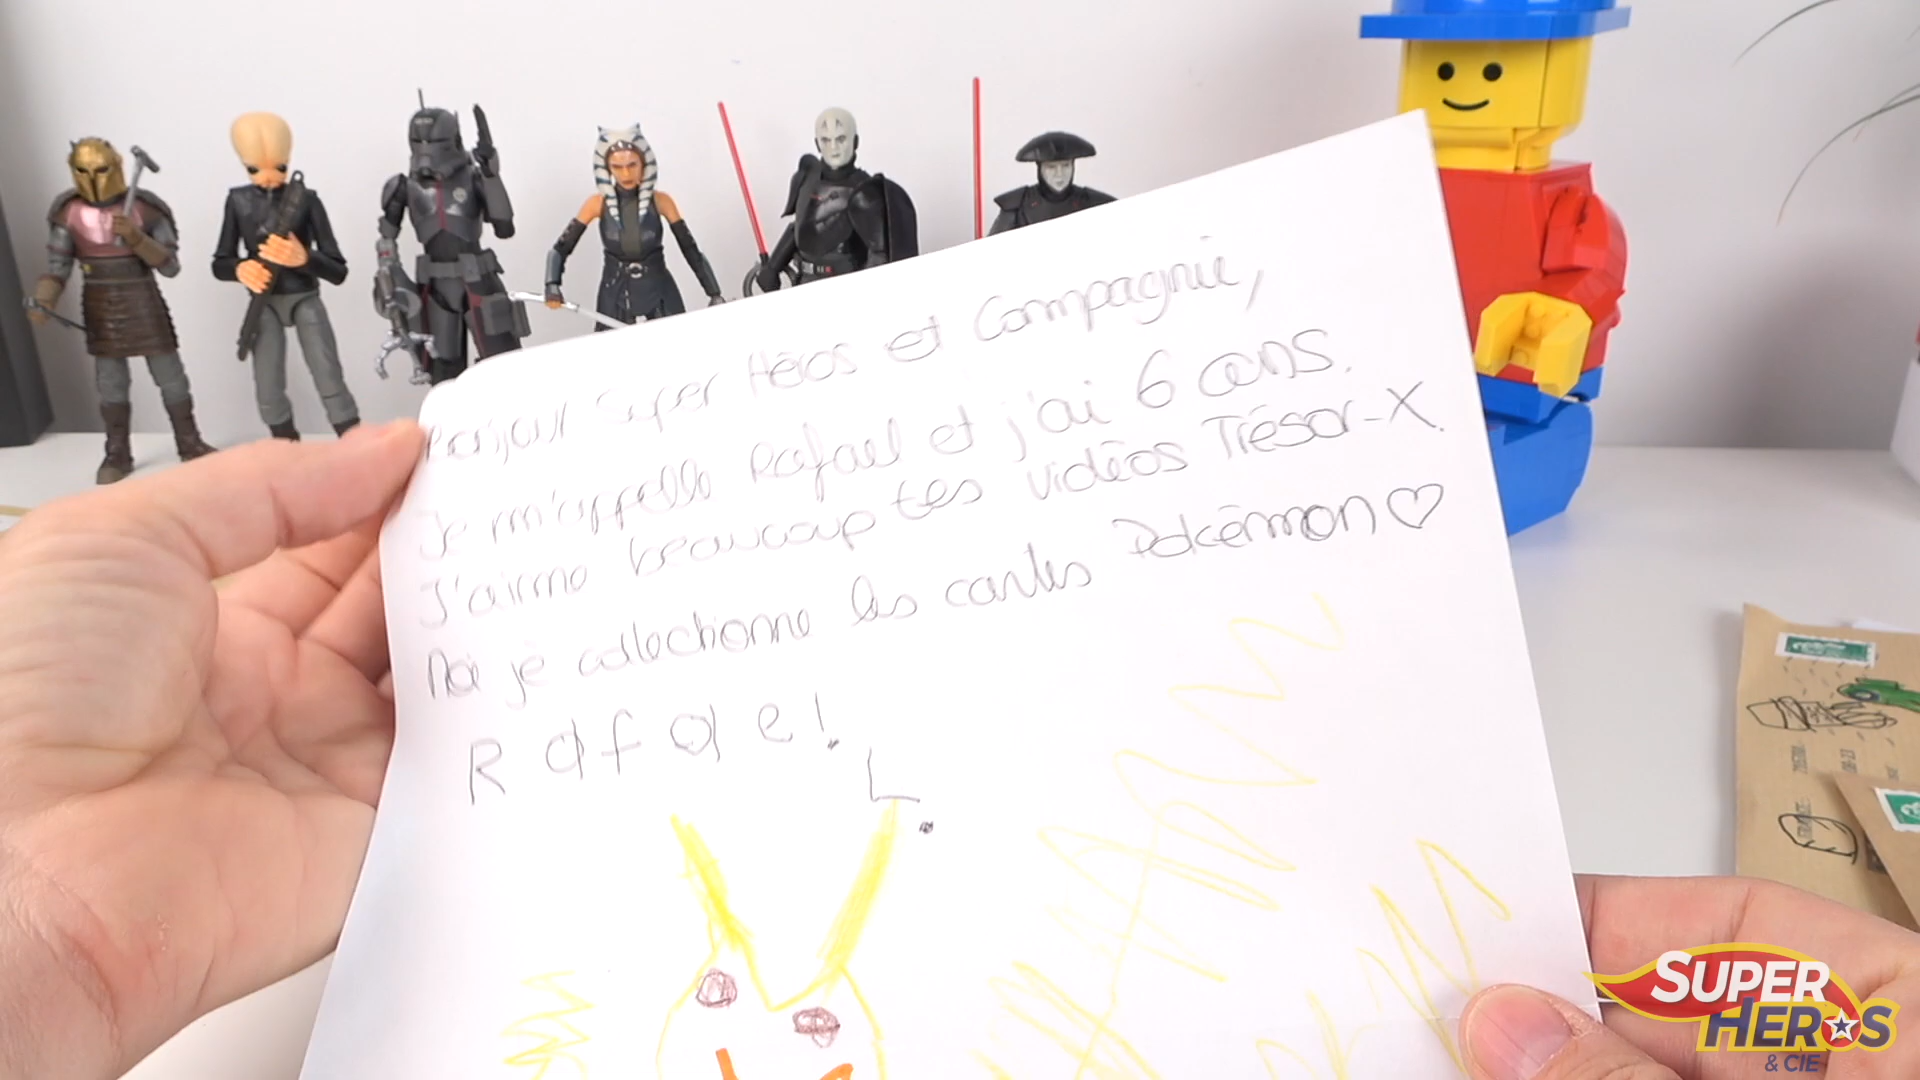 Bonjour Super Héros et Compagnie,
Je m'appelle Rafael et j'ai 6 ans.
J'aime beaucoup tes vidéos Trésor-X.
Moi je collectionne les cartes Pokémon♡
Rafael
L.
SUPER
HEROS
& CIE